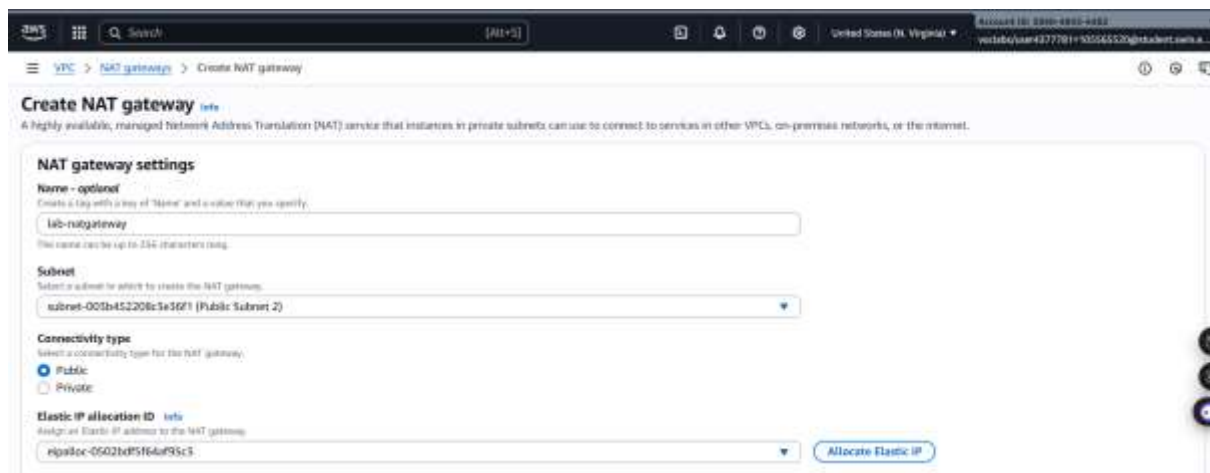 aws
Search
[Alt+S]
United States (N. Virginia)
VPC > NAT gateways > Create NAT gateway
Create NAT gateway Info
A highly available, managed Network Address Translation (NAT) service that instances in private subnets can use to connect to services in other VPCs, on-premises networks, or the internet.
NAT gateway settings
Name - optional
Create a tag with a key of 'Name' and a value that you specify.
lab-natgateway
The name can be up to 256 characters long.
Subnet
Select a subnet in which to create the NAT gateway.
(Public Subnet 2)
Connectivity type
Select a connectivity type for the NAT gateway.
Public
Private
Elastic IP allocation ID Info
Assign an Elastic IP address to the NAT gateway.
Allocate Elastic IP